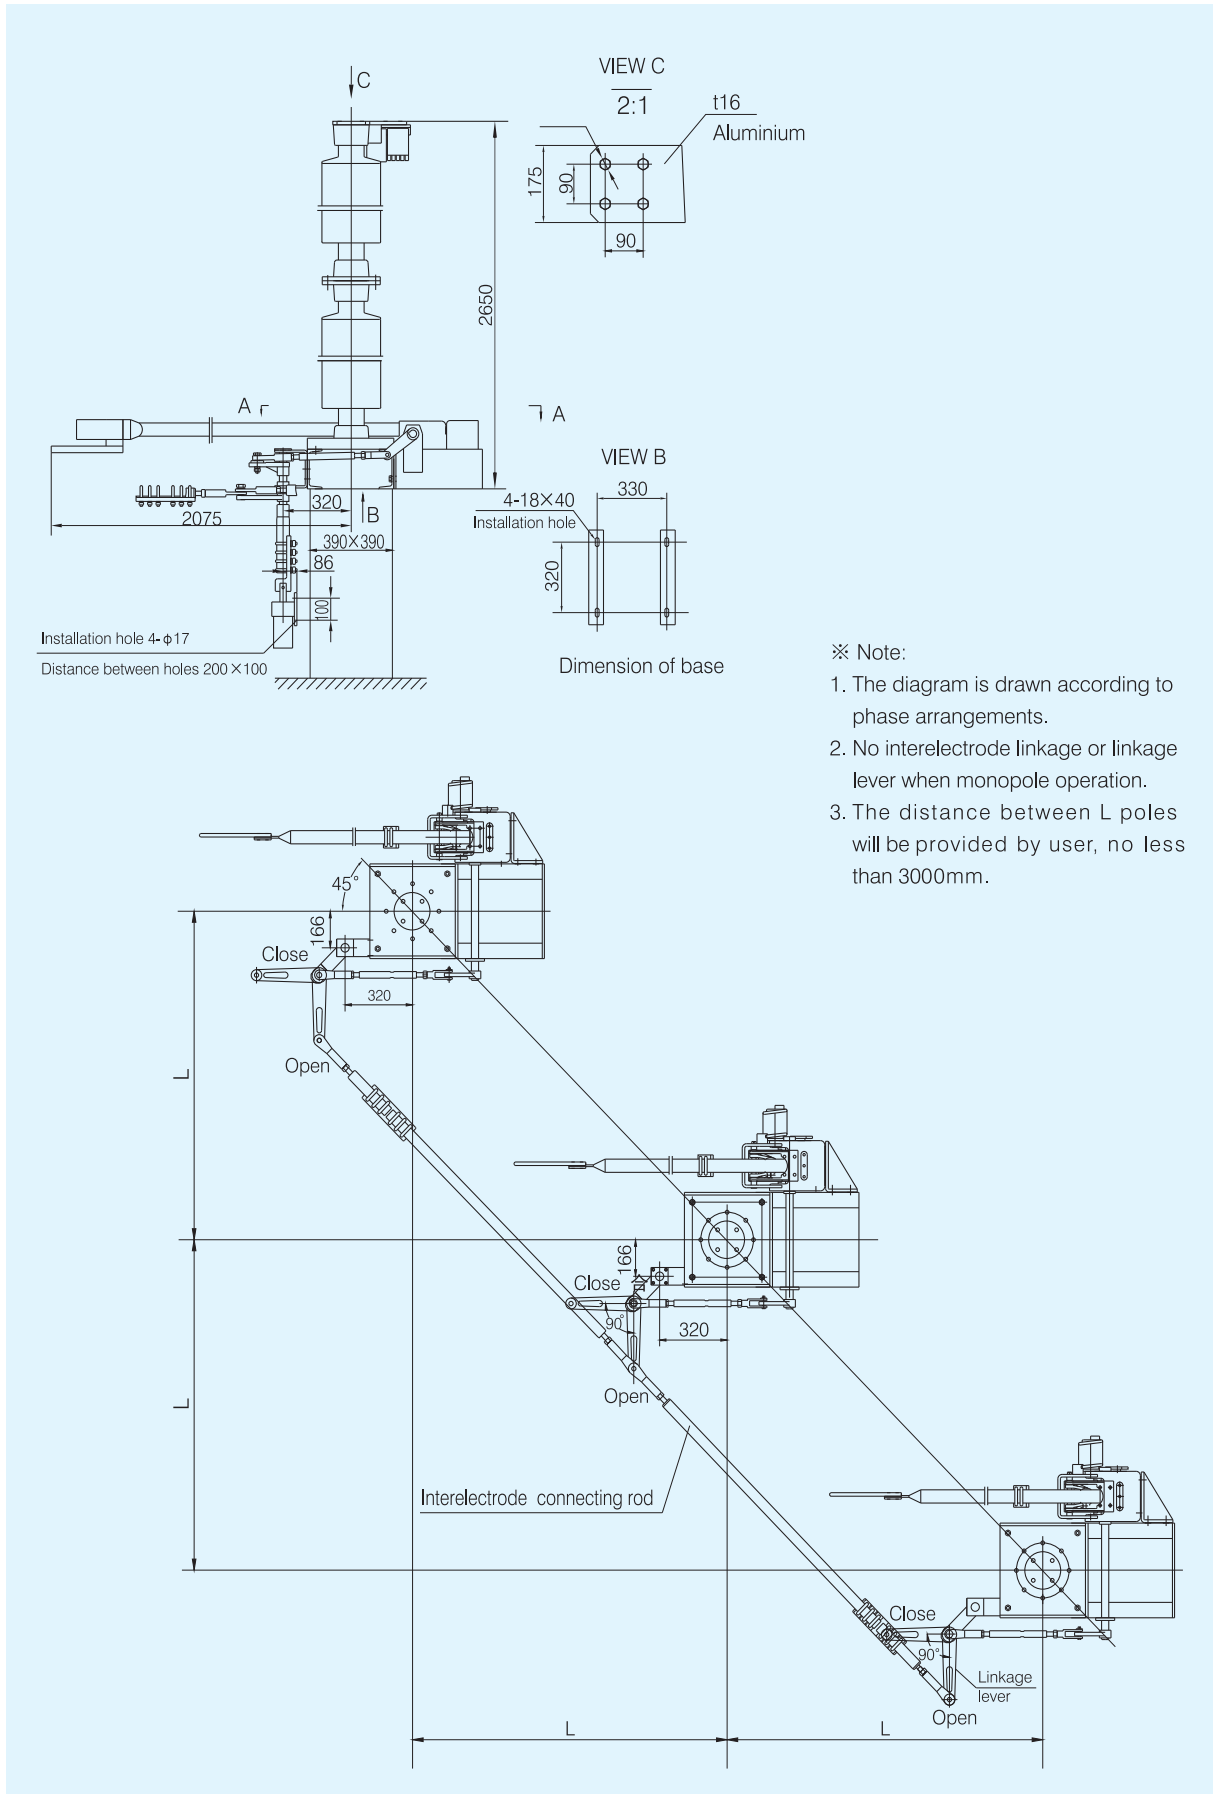 C
VIEW C
2:1
t16
Aluminium
175
90
90
2650
A
A
VIEW B
330
4-18×40
Installation hole
320
2075
320
B
390×390
86
100
320
Installation hole 4-φ17
Distance between holes 200×100
Dimension of base
※ Note:
1. The diagram is drawn according to
phase arrangements.
2. No interelectrode linkage or linkage
lever when monopole operation.
3. The distance between L poles
will be provided by user, no less
than 3000mm.
45°
166
Close
320
Open
L
166
Close
90°
320
Open
L
Interelectrode connecting rod
Close
90°
Linkage
lever
Open
L
L